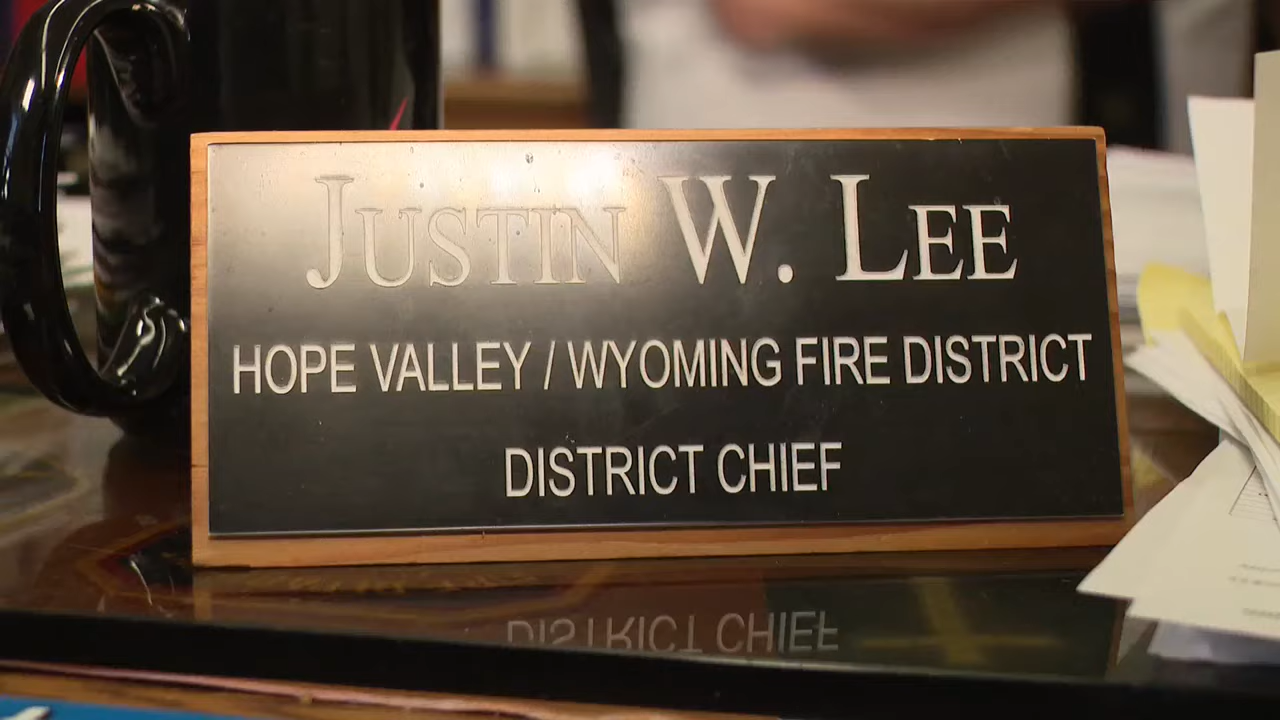 JUSTIN W. LEE
HOPE VALLEY / WYOMING FIRE DISTRICT
DISTRICT CHIEF